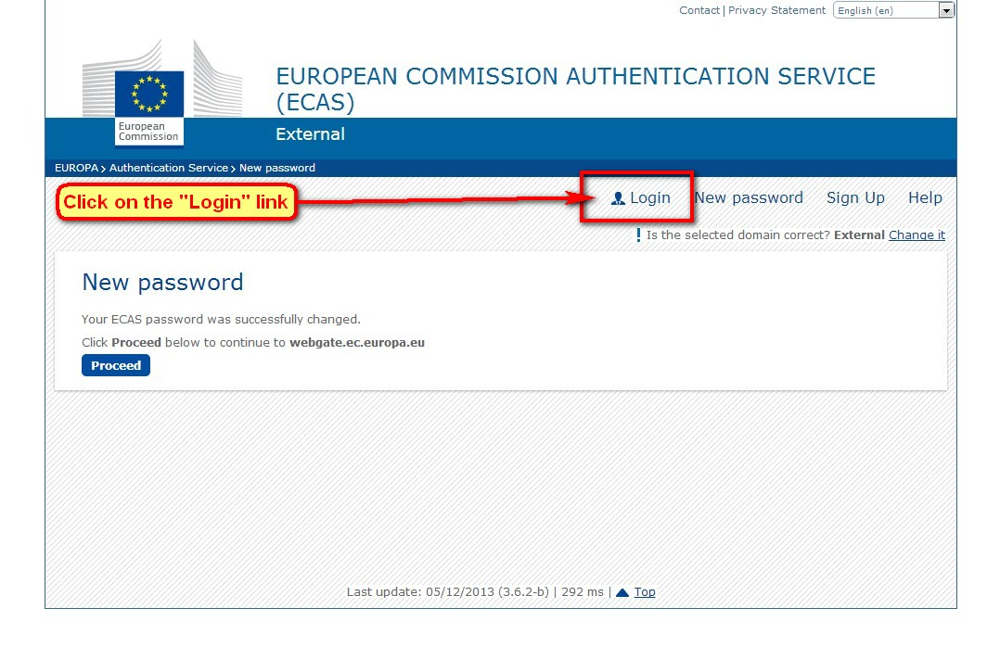 Contact | Privacy Statement English (en)
EUROPEAN COMMISSION AUTHENTICATION SERVICE
(ECAS)
European
Commission
External
EUROPA > Authentication Service > New password
Click on the "Login" link
Login New password Sign Up Help
! Is the selected domain correct? External Change it
New password
Your ECAS password was successfully changed.
Click Proceed below to continue to webgate.ec.europa.eu
Proceed
Last update: 05/12/2013 (3.6.2-b) | 292 ms | Top